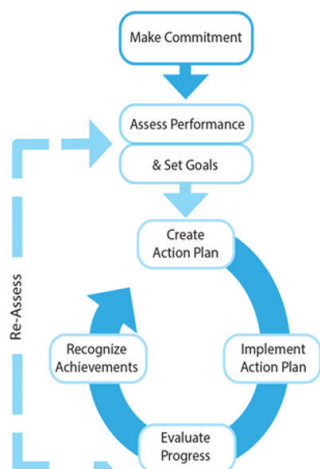 Make Commitment
Assess Performance
& Set Goals
Create
Action Plan
Re-Assess
Recognize
Achievements
Implement
Action Plan
Evaluate
Progress